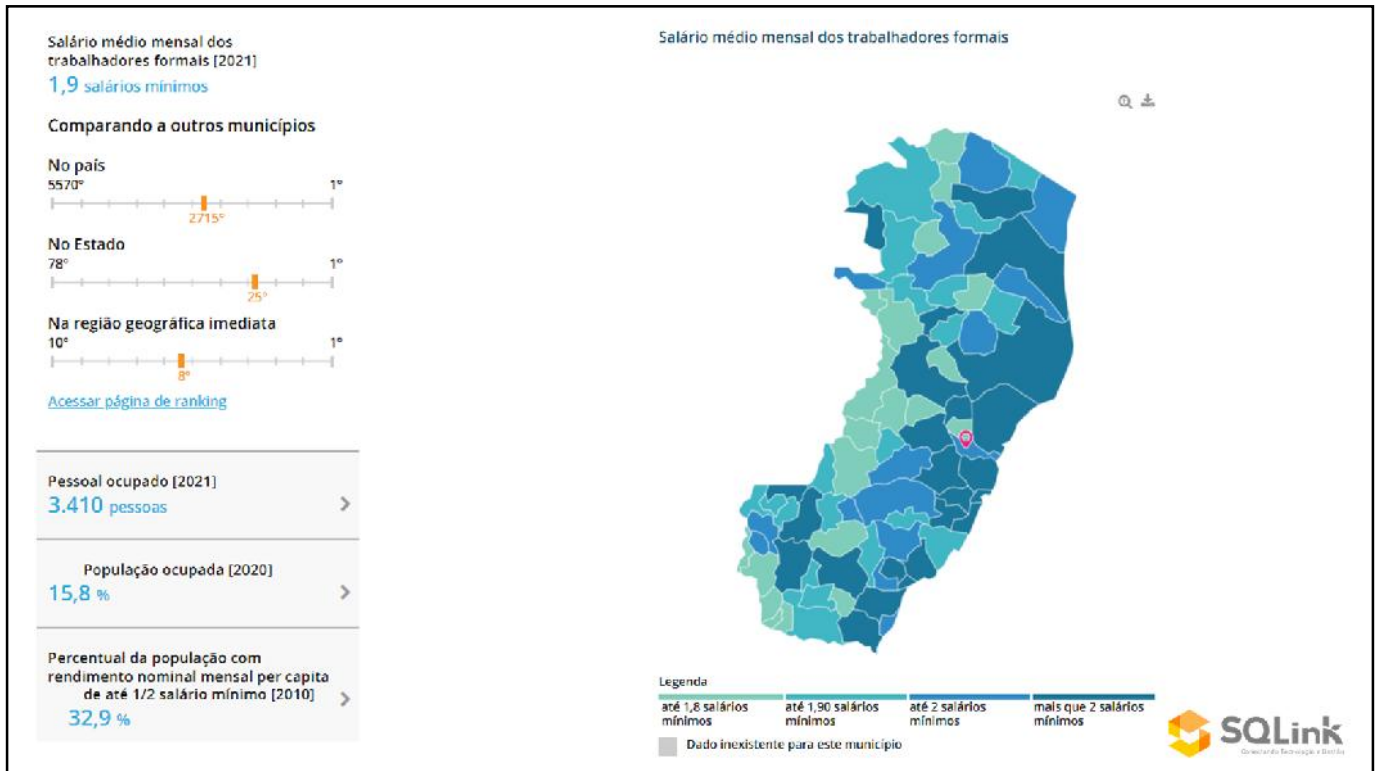 Salário médio mensal dos
trabalhadores formais [2021]
1,9 salários mínimos
Comparando a outros municípios
No país
5570° 1°
2715°
No Estado
78° 1°
25°
Na região geográfica imediata
10° 1°
8°
Acessar página de ranking
Pessoal ocupado [2021]
3.410 pessoas
População ocupada [2020]
15,8 %
Percentual da população com
rendimento nominal mensal per capita
de até 1/2 salário mínimo [2010]
32,9 %
Salário médio mensal dos trabalhadores formais
Legenda
até 1,8 salários mínimos
até 1,90 salários mínimos
até 2 salários mínimos
mais que 2 salários mínimos
Dado inexistente para este município
SQLink
Conectando Tecnologia e Gestão